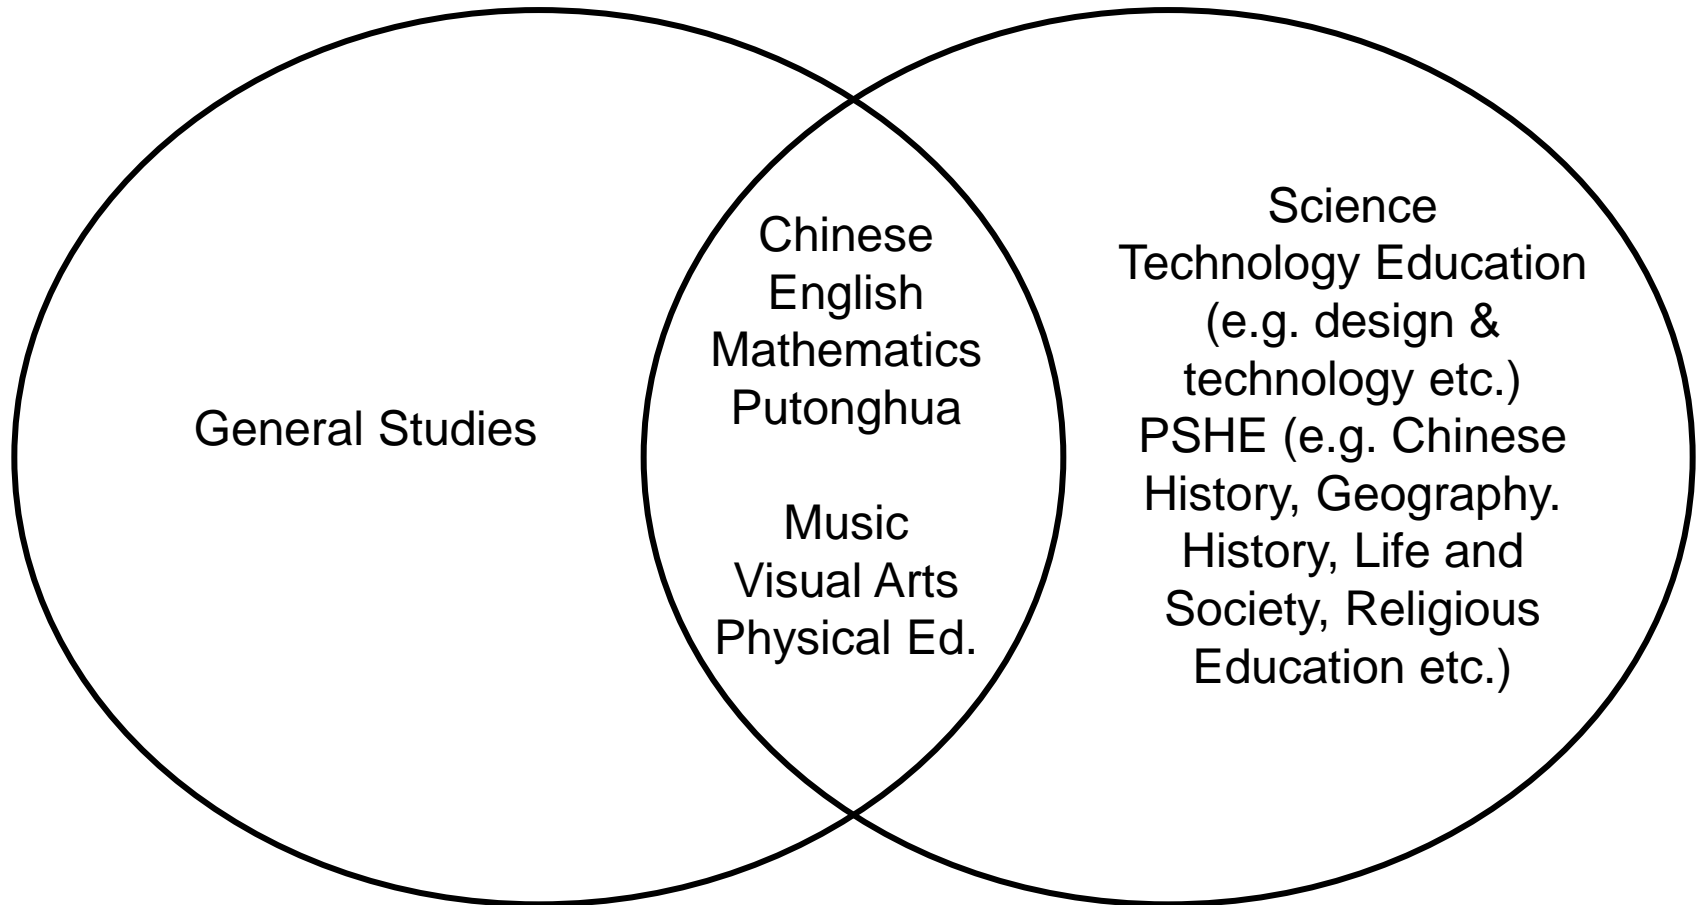 General Studies
Chinese
English
Mathematics
Putonghua
Music
Visual Arts
Physical Ed.
Science
Technology Education
(e.g. design &
technology etc.)
PSHE (e.g. Chinese
History, Geography.
History, Life and
Society, Religious
Education etc.)